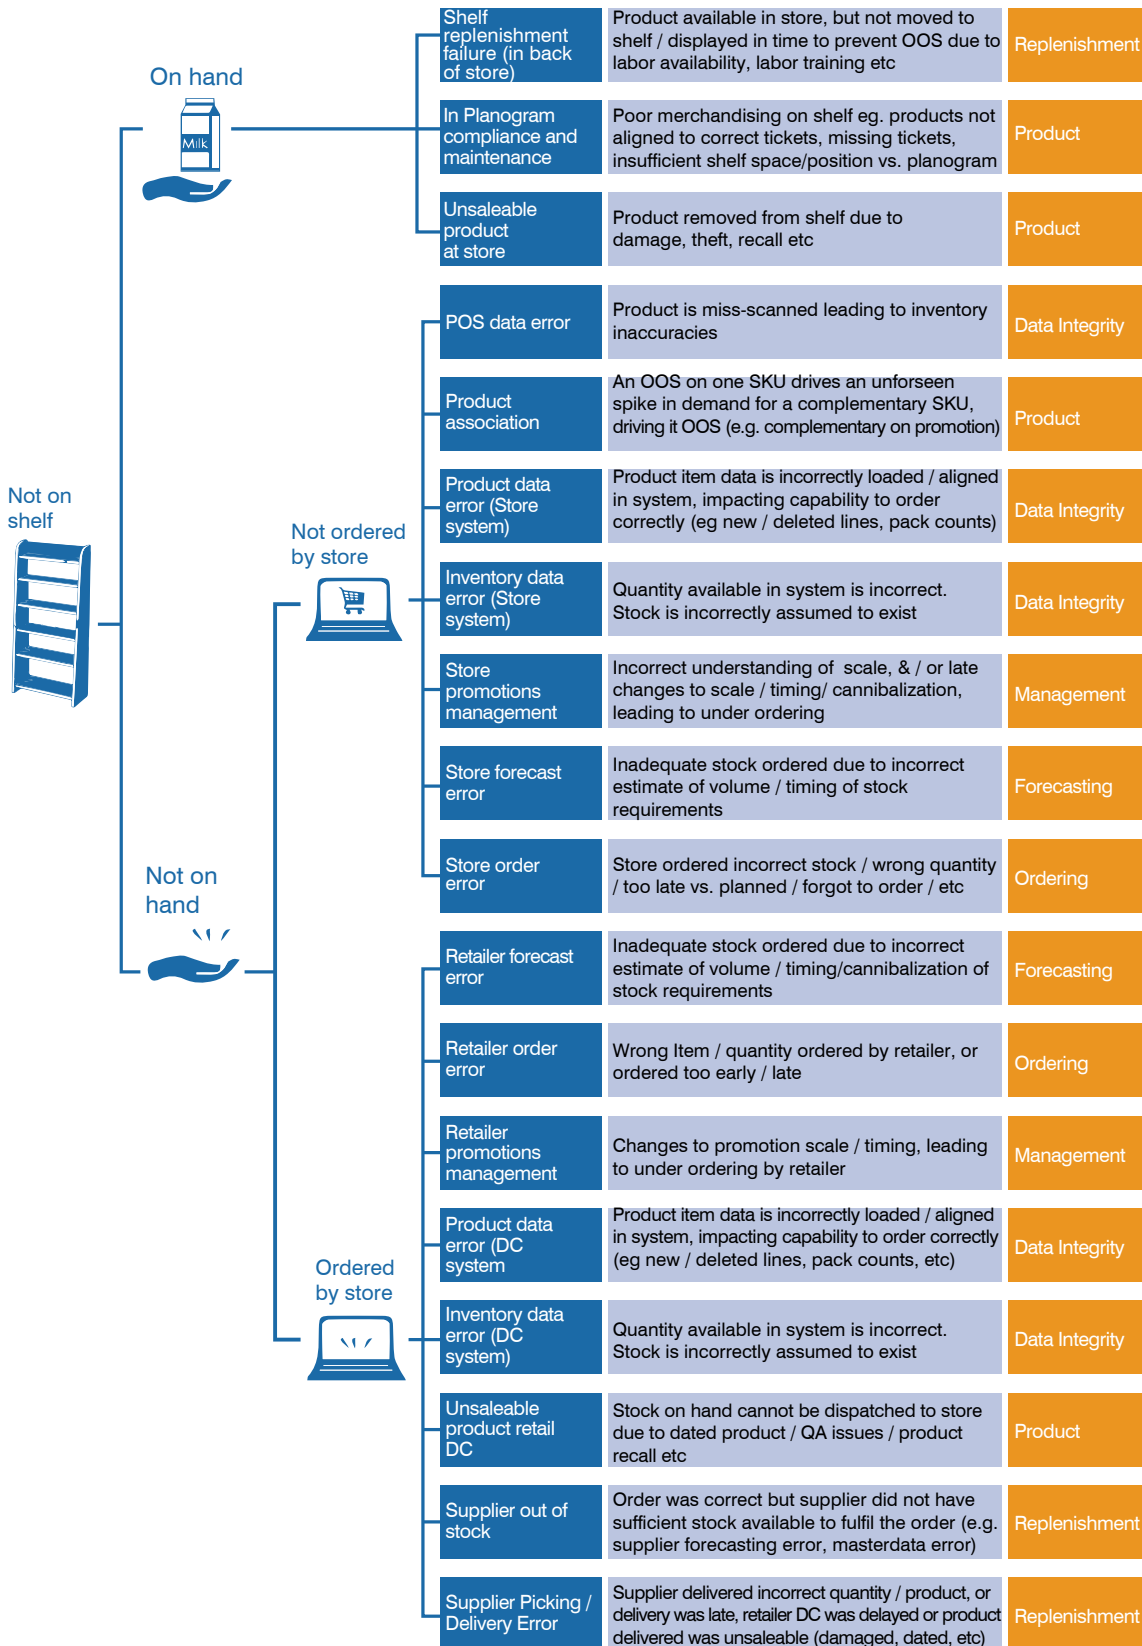 Not on
shelf
On hand
Milk
Shelf
replenishment
failure (in back
of store)
Product available in store, but not moved to
shelf / displayed in time to prevent OOS due to
labor availability, labor training etc
Replenishment
In Planogram
compliance and
maintenance
Poor merchandising on shelf eg. products not
aligned to correct tickets, missing tickets,
insufficient shelf space/position vs. planogram
Product
Unsaleable
product
at store
Product removed from shelf due to
damage, theft, recall etc
Product
Not on
hand
Not ordered
by store
POS data error
Product is miss-scanned leading to inventory
inaccuracies
Data Integrity
Product
association
An OOS on one SKU drives an unforseen
spike in demand for a complementary SKU,
driving it OOS (e.g. complementary on promotion)
Product
Product data
error (Store
system)
Product item data is incorrectly loaded / aligned
in system, impacting capability to order
correctly (eg new / deleted lines, pack counts)
Data Integrity
Inventory data
error (Store
system)
Quantity available in system is incorrect.
Stock is incorrectly assumed to exist
Data Integrity
Store
promotions
management
Incorrect understanding of scale, & / or late
changes to scale / timing/ cannibalization,
leading to under ordering
Management
Store forecast
error
Inadequate stock ordered due to incorrect
estimate of volume / timing of stock
requirements
Forecasting
Store order
error
Store ordered incorrect stock / wrong quantity
/ too late vs. planned / forgot to order / etc
Ordering
Ordered
by store
Retailer forecast
error
Inadequate stock ordered due to incorrect
estimate of volume / timing/cannibalization of
stock requirements
Forecasting
Retailer order
error
Wrong Item / quantity ordered by retailer, or
ordered too early / late
Ordering
Retailer
promotions
management
Changes to promotion scale / timing, leading
to under ordering by retailer
Management
Product data
error (DC
system
Product item data is incorrectly loaded / aligned
in system, impacting capability to order correctly
(eg new / deleted lines, pack counts, etc)
Data Integrity
Inventory data
error (DC
system)
Quantity available in system is incorrect.
Stock is incorrectly assumed to exist
Data Integrity
Unsaleable
product retail
DC
Stock on hand cannot be dispatched to store
due to dated product / QA issues / product
recall etc
Product
Supplier out of
stock
Order was correct but supplier did not have
sufficient stock available to fulfil the order (e.g.
supplier forecasting error, masterdata error)
Replenishment
Supplier Picking /
Delivery Error
Supplier delivered incorrect quantity / product, or
delivery was late, retailer DC was delayed or product
delivered was unsaleable (damaged, dated, etc)
Replenishment